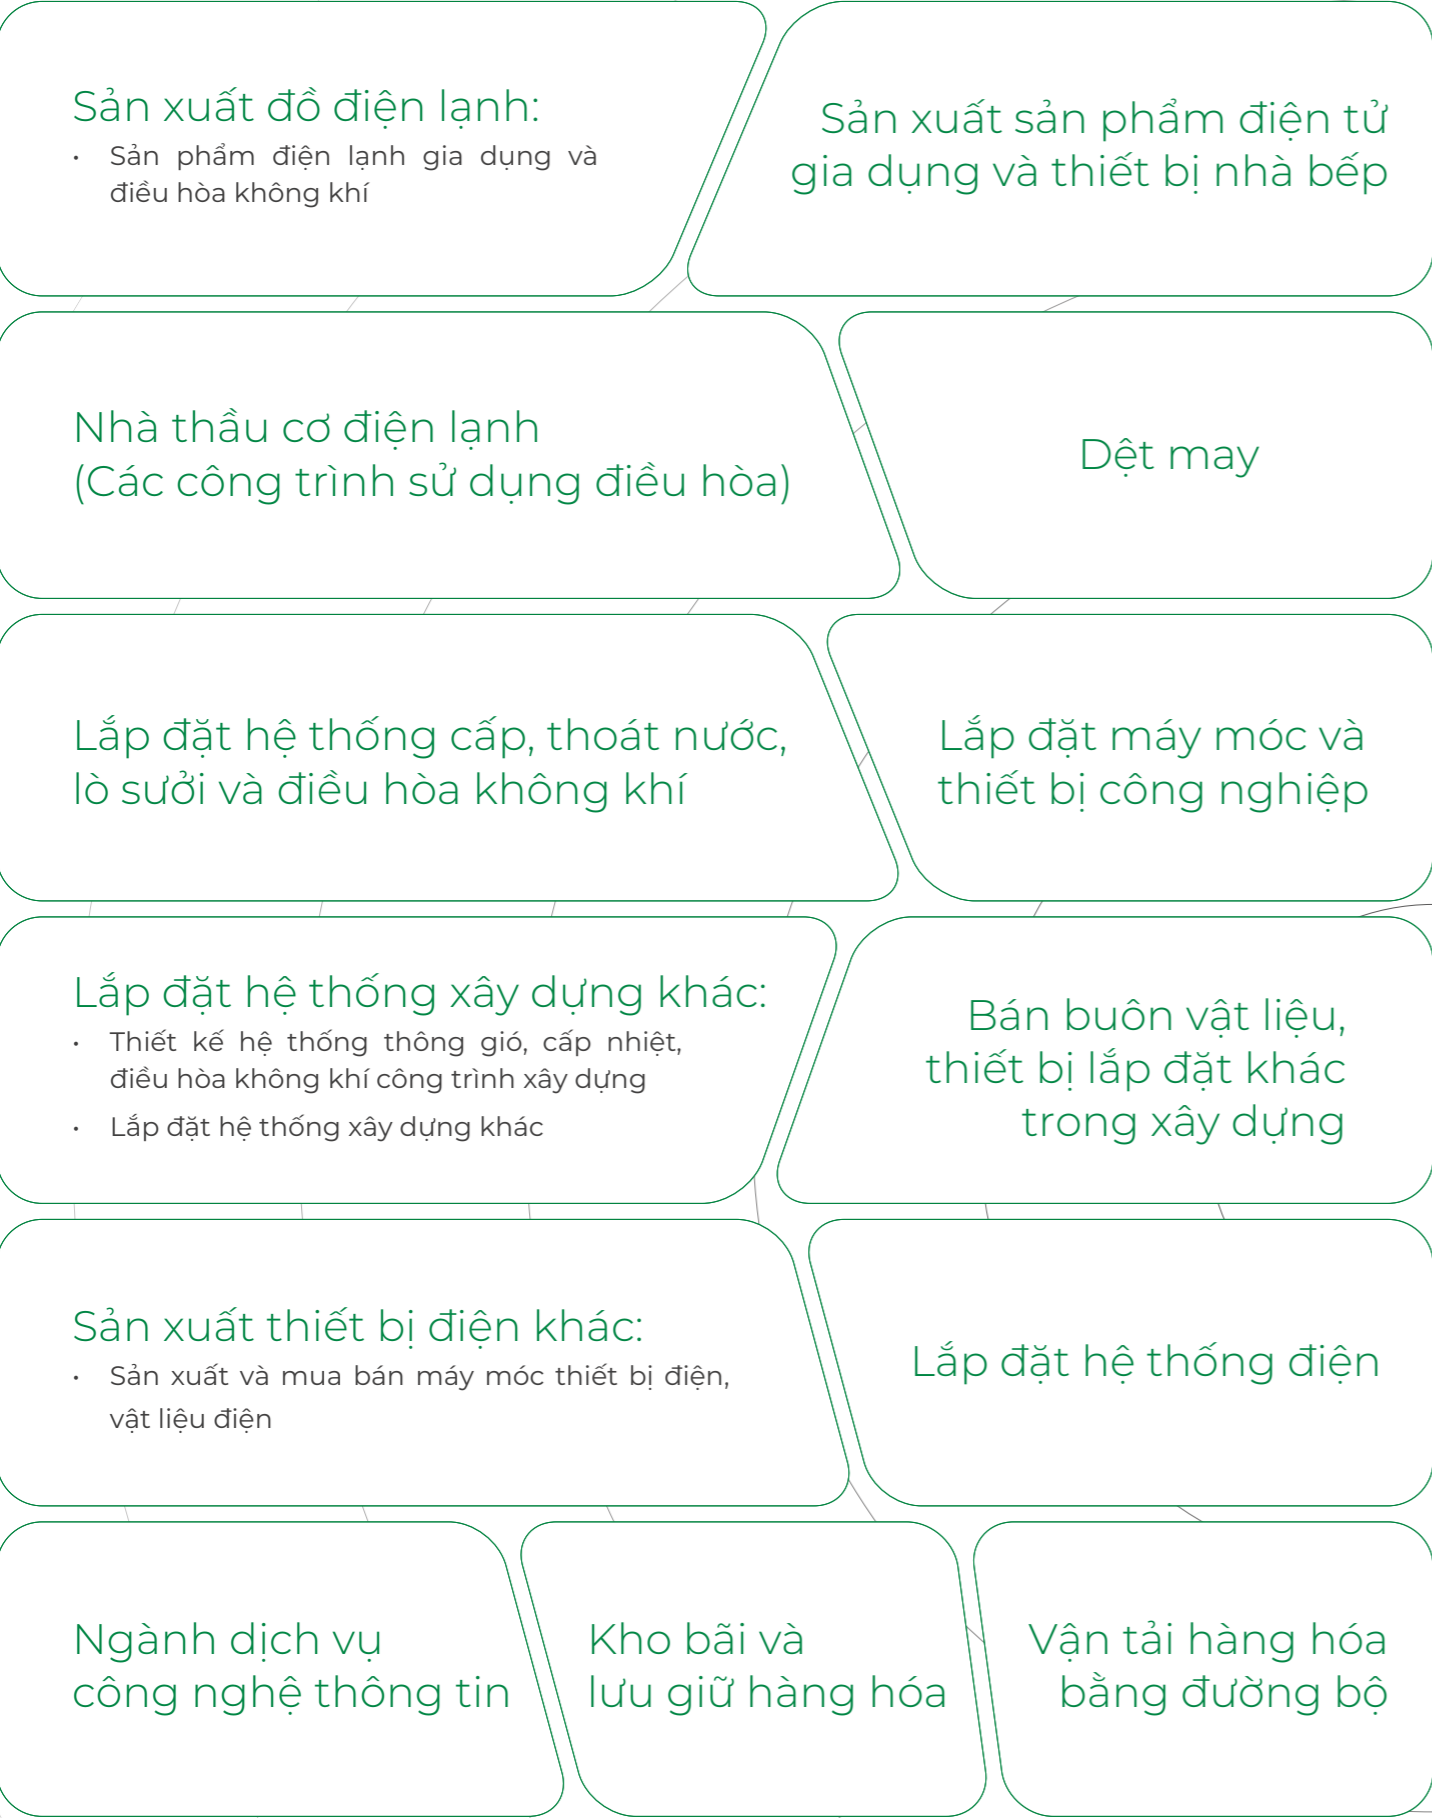 Sản xuất đồ điện lạnh:
• Sản phẩm điện lạnh gia dụng và
điều hòa không khí
Sản xuất sản phẩm điện tử
gia dụng và thiết bị nhà bếp
Nhà thầu cơ điện lạnh
(Các công trình sử dụng điều hòa)
Dệt may
Lắp đặt hệ thống cấp, thoát nước,
lò sưởi và điều hòa không khí
Lắp đặt máy móc và
thiết bị công nghiệp
Lắp đặt hệ thống xây dựng khác:
• Thiết kế hệ thống thông gió, cấp nhiệt,
điều hòa không khí công trình xây dựng
• Lắp đặt hệ thống xây dựng khác
Bán buôn vật liệu,
thiết bị lắp đặt khác
trong xây dựng
Sản xuất thiết bị điện khác:
• Sản xuất và mua bán máy móc thiết bị điện,
vật liệu điện
Lắp đặt hệ thống điện
Ngành dịch vụ
công nghệ thông tin
Kho bãi và
lưu giữ hàng hóa
Vận tải hàng hóa
bằng đường bộ